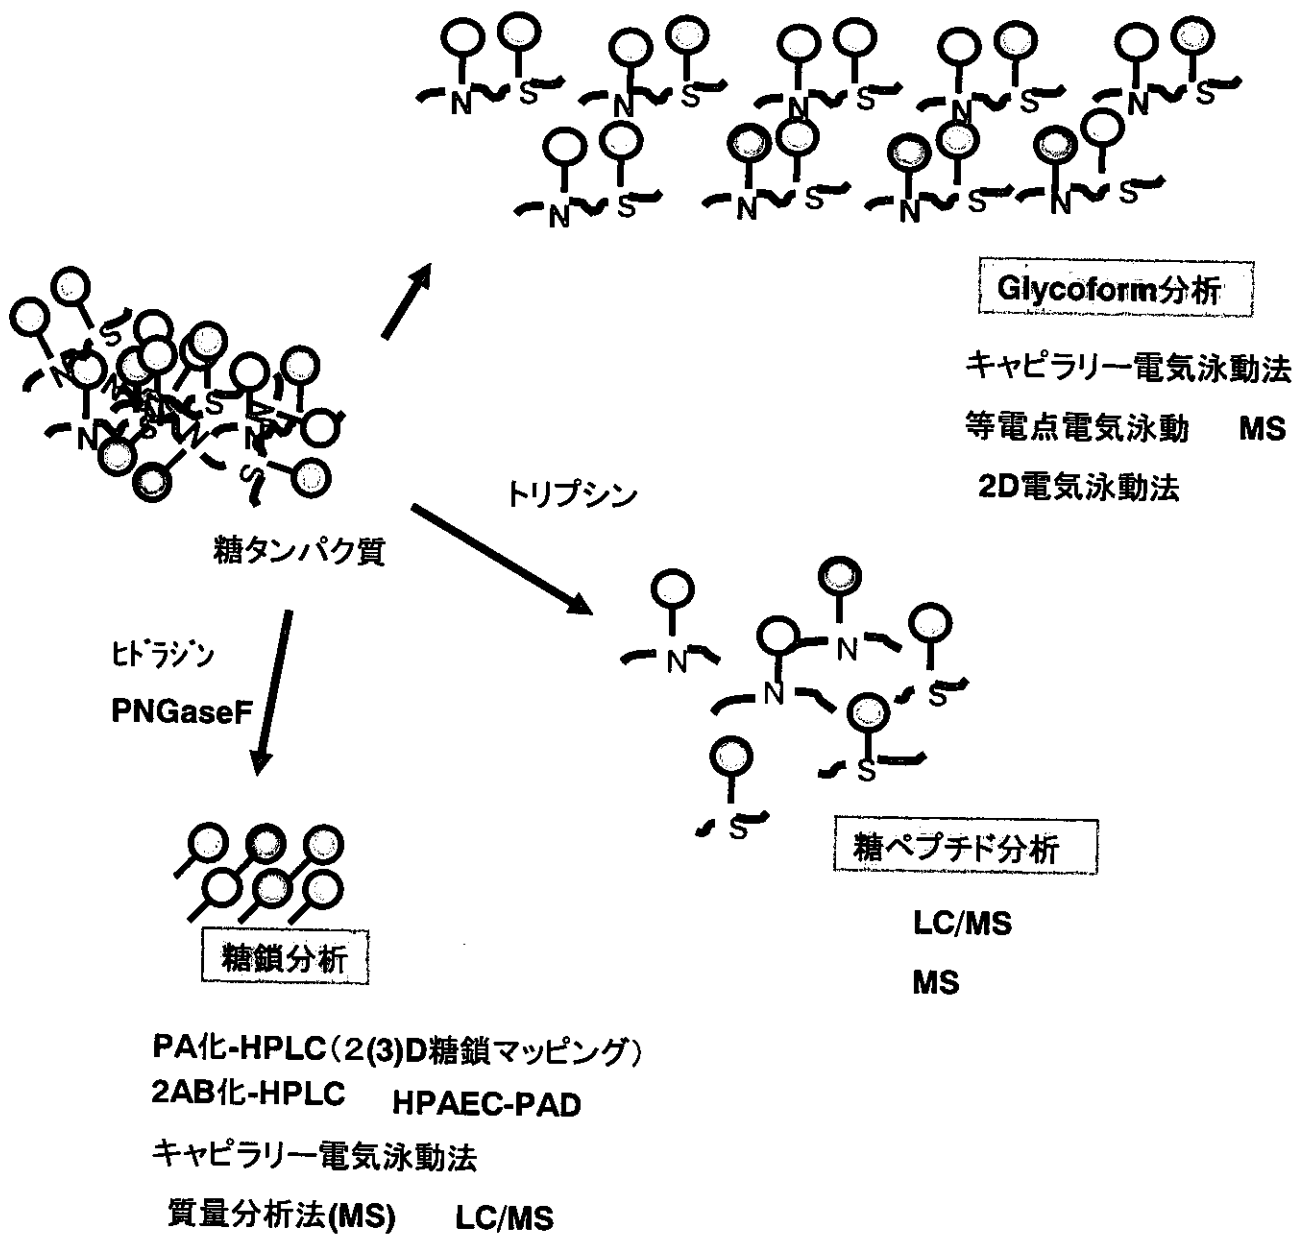 N S N S N S N S N S
N S N S N S N S
Glycoform分析
キャピラリー電気泳動法
等電点電気泳動 MS
2D電気泳動法
S
S
N
N
S
糖タンパク質
トリプシン
ヒドラジン
PNGaseF
N
N
N
S
S
S
糖ペプチド分析
LC/MS
MS
糖鎖分析
PA化-HPLC(2(3)D糖鎖マッピング)
2AB化-HPLC HPAEC-PAD
キャピラリー電気泳動法
質量分析法(MS) LC/MS